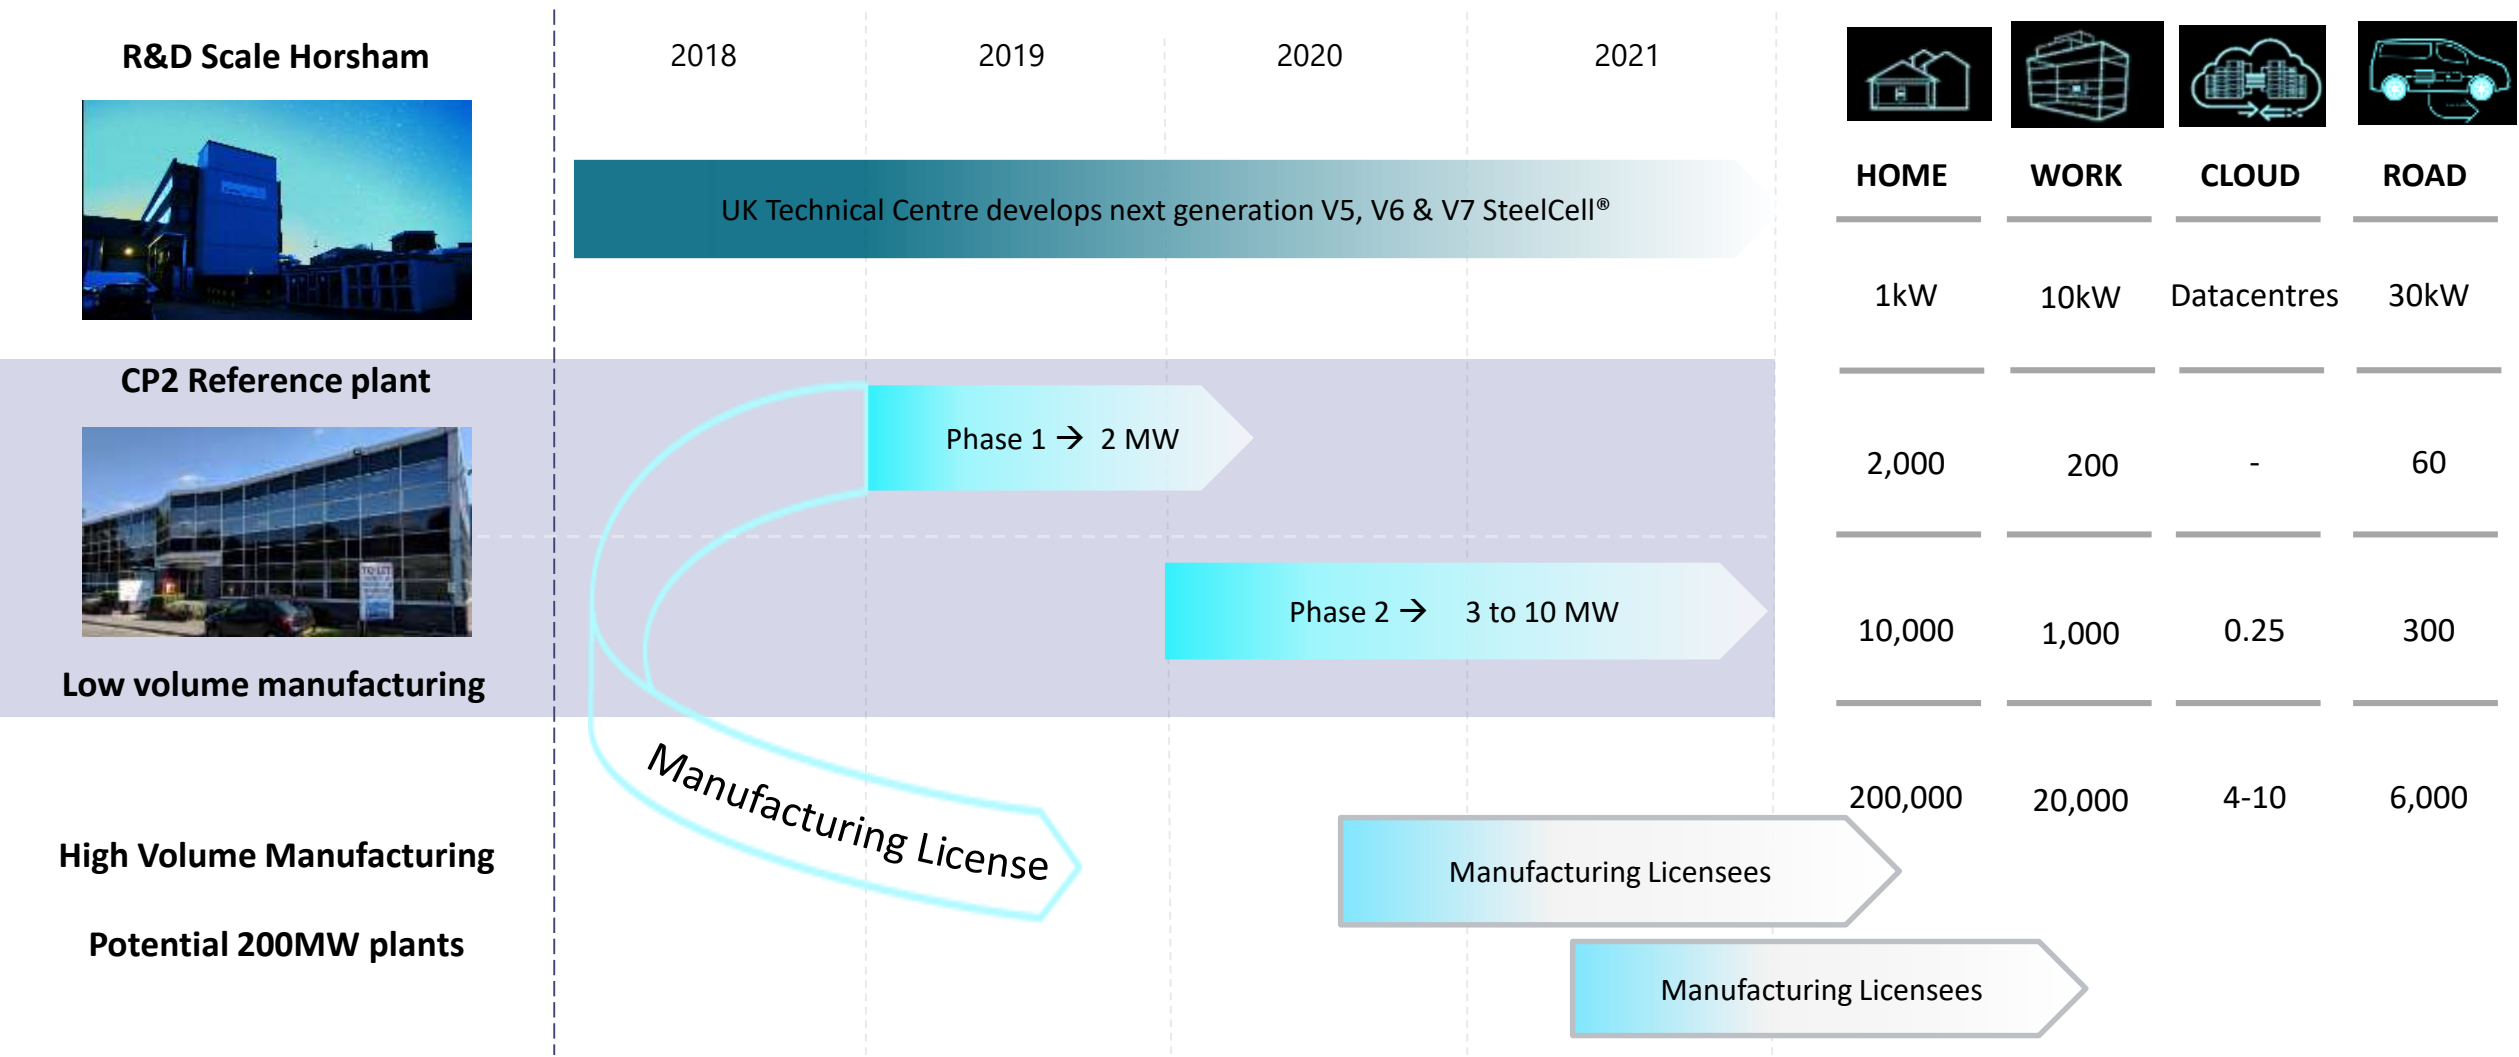 R&D Scale Horsham
2018
2019
2020
2021
HOME
WORK
CLOUD
ROAD
UK Technical Centre develops next generation V5, V6 & V7 SteelCell®
1kW
10kW
Datacentres
30kW
CP2 Reference plant
Phase 1 → 2 MW
2,000
200
-
60
TO LET
Phase 2 → 3 to 10 MW
10,000
1,000
0.25
300
Low volume manufacturing
Manufacturing License
200,000
20,000
4-10
6,000
High Volume Manufacturing
Manufacturing Licensees
Potential 200MW plants
Manufacturing Licensees